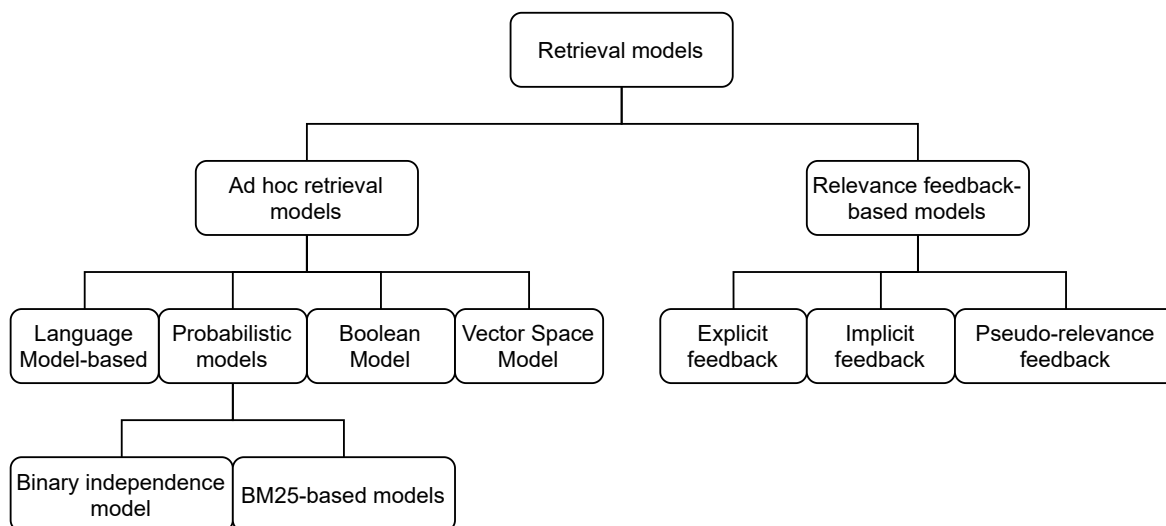 Retrieval models
Ad hoc retrieval
models
Relevance feedback-
based models
Language
Model-based
Probabilistic
models
Boolean
Model
Vector Space
Model
Explicit
feedback
Implicit
feedback
Pseudo-relevance
feedback
Binary independence
model
BM25-based models